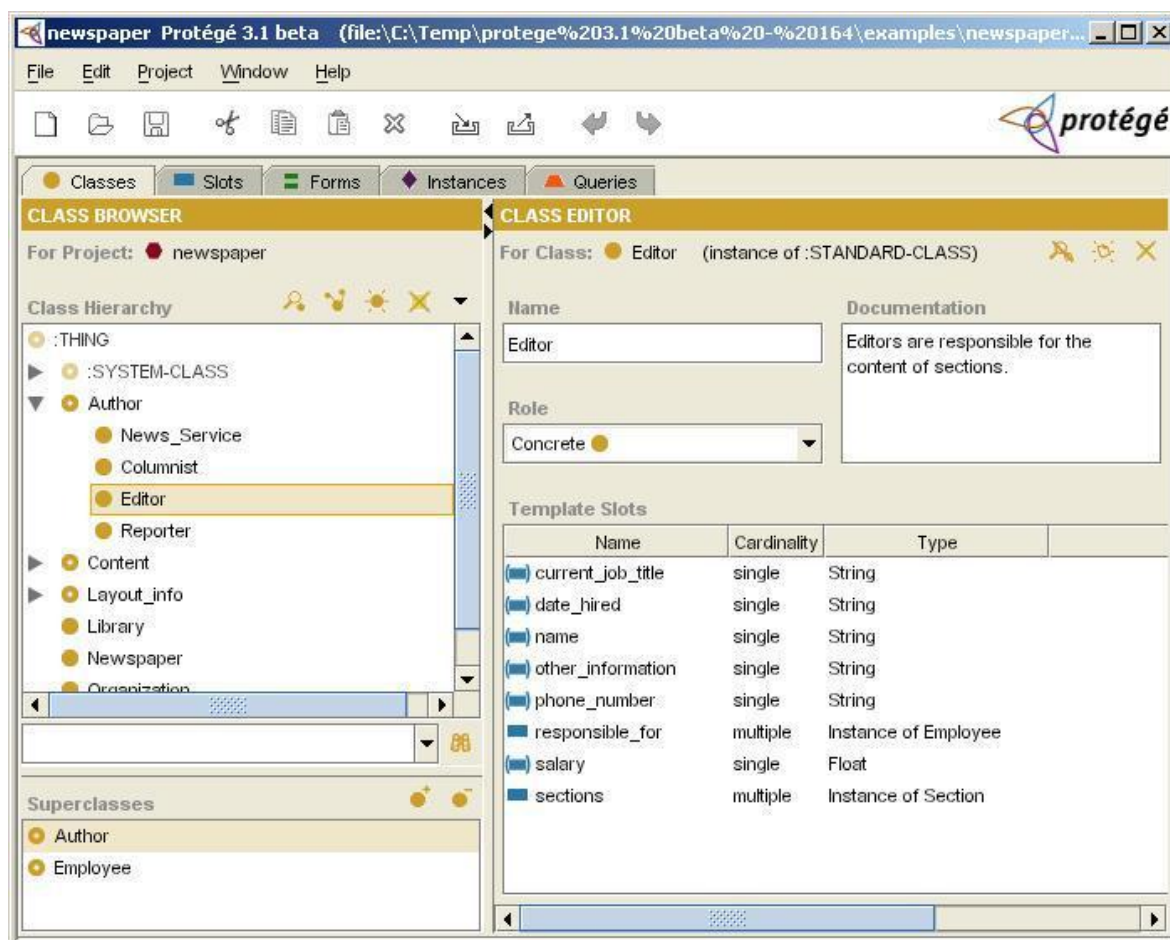 newspaper Protégé 3.1 beta (file:\C:\Temp\protege%203.1%20beta%20-%20164\examples\newspaper...
File Edit Project Window Help
protégé
Classes Slots Forms Instances Queries
CLASS BROWSER
For Project: newspaper
Class Hierarchy
:THING
:SYSTEM-CLASS
Author
News_Service
Columnist
Editor
Reporter
Content
Layout_info
Library
Newspaper
Organization
Superclasses
Author
Employee
CLASS EDITOR
For Class: Editor (instance of :STANDARD-CLASS)
Name
Editor
Role
Concrete
Documentation
Editors are responsible for the
content of sections.
Template Slots
Name Cardinality Type
current_job_title single String
date_hired single String
name single String
other_information single String
phone_number single String
responsible_for multiple Instance of Employee
salary single Float
sections multiple Instance of Section